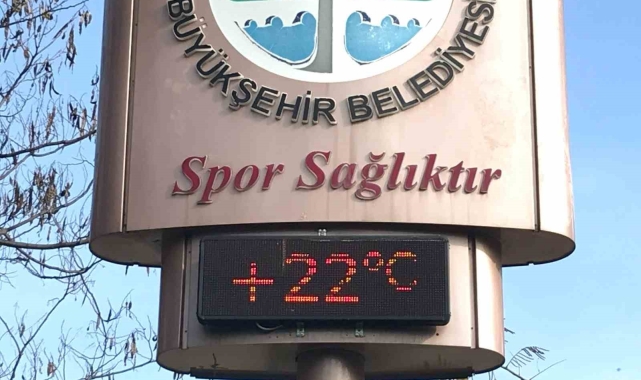 BÜYÜKŞEHİR BELEDİYESİ
Spor Sağlıktır
+22°C